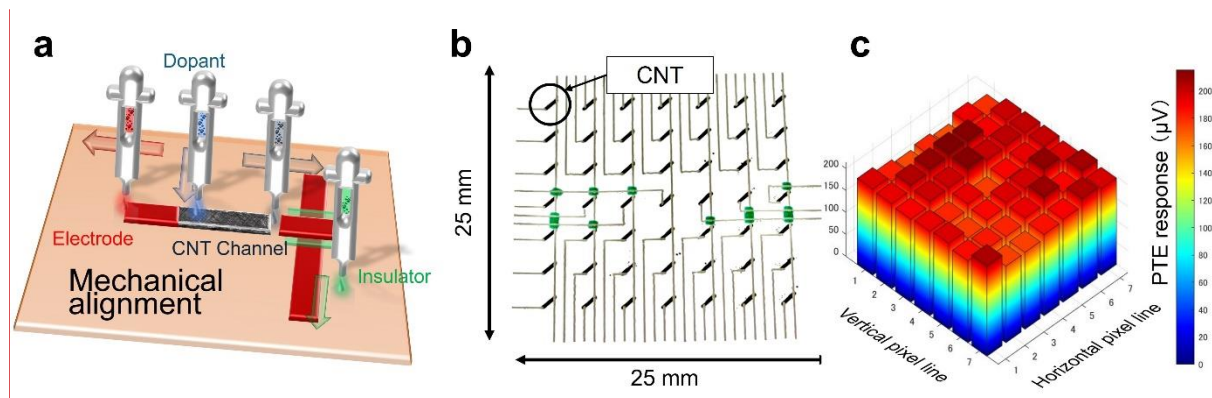 a
Dopant
Electrode
CNT Channel
Insulator
Mechanical
alignment
b
CNT
25 mm
25 mm
c
200
150
100
50
0
1
2
3
4
5
6
7
Vertical pixel line
1
2
3
4
5
6
7
Horizontal pixel line
PTE response (μV)
200
180
160
140
120
100
80
60
40
20
0